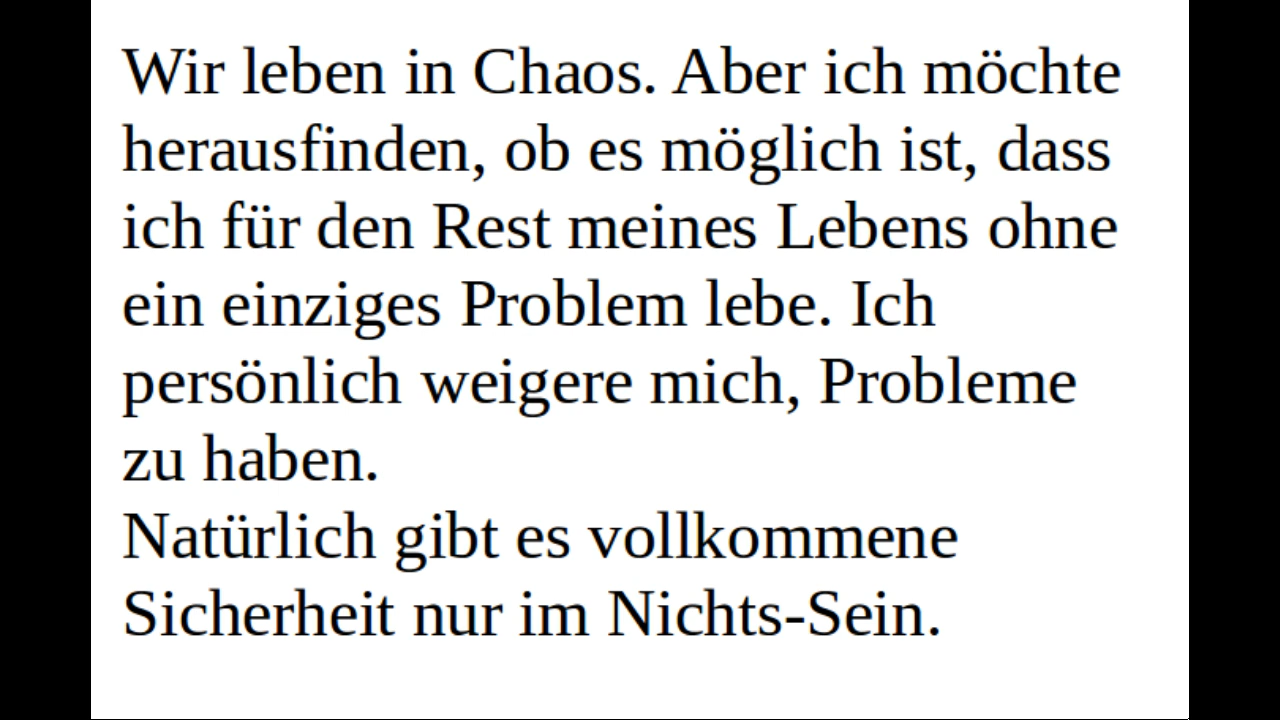 Wir leben in Chaos. Aber ich möchte
herausfinden, ob es möglich ist, dass
ich für den Rest meines Lebens ohne
ein einziges Problem lebe. Ich
persönlich weigere mich, Probleme
zu haben.
Natürlich gibt es vollkommene
Sicherheit nur im Nichts-Sein.